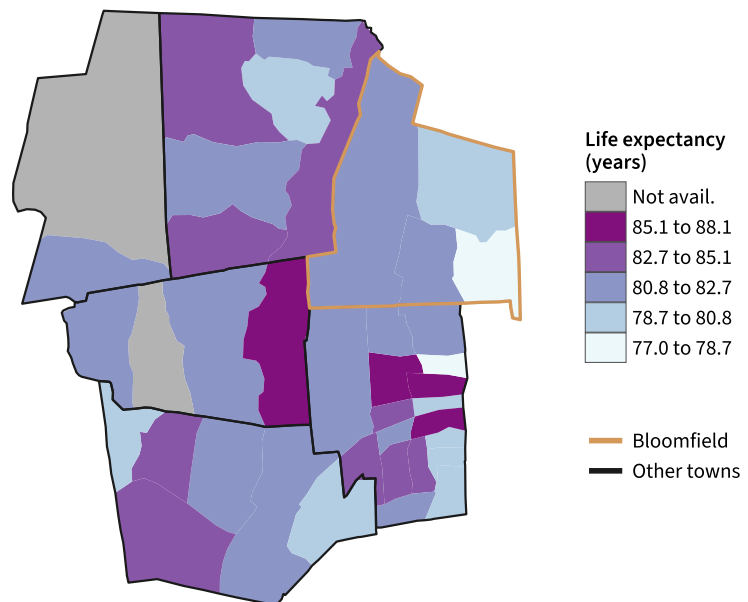 Life expectancy
(years)
Not avail.
85.1 to 88.1
82.7 to 85.1
80.8 to 82.7
78.7 to 80.8
77.0 to 78.7
Bloomfield
Other towns